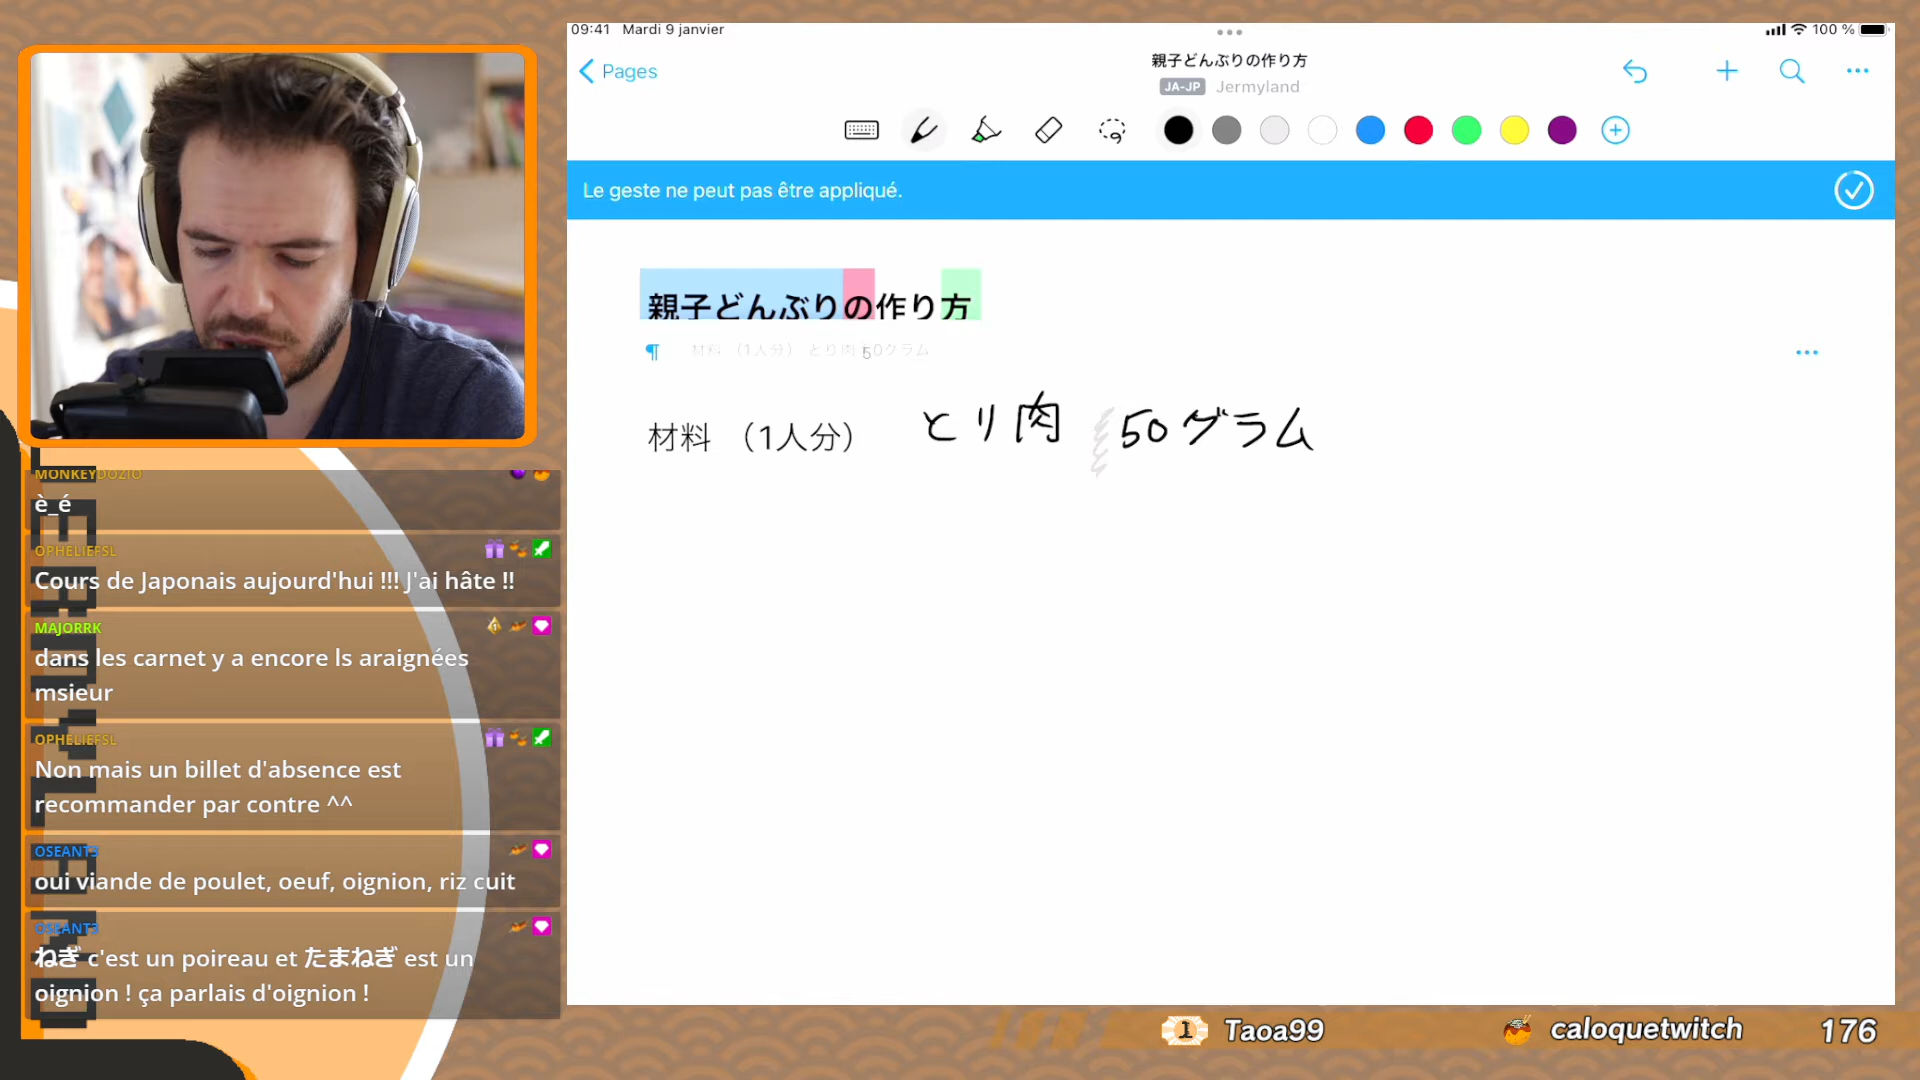 09:41 Mardi 9 janvier
100 %
Pages
親子どんぶりの作り方
JA-JP Jermyland
Le geste ne peut pas être appliqué.
親子どんぶりの作り方
材料 （1人分） とり肉 50グラム
材料 （1人分） とり肉 50グラム
MONKEYDOZIO
è_é
OPHELIEFSL
Cours de Japonais aujourd'hui !!! J'ai hâte !!
MAJORRK
dans les carnet y a encore ls araignées
msieur
OPHELIEFSL
Non mais un billet d'absence est
recommander par contre ^^
OSEANT3
oui viande de poulet, oeuf, oignion, riz cuit
OSEANT3
ねぎ c'est un poireau et たまねぎ est un
oignion ! ça parlais d'oignion !
1 Taoa99 caloquetwitch 176